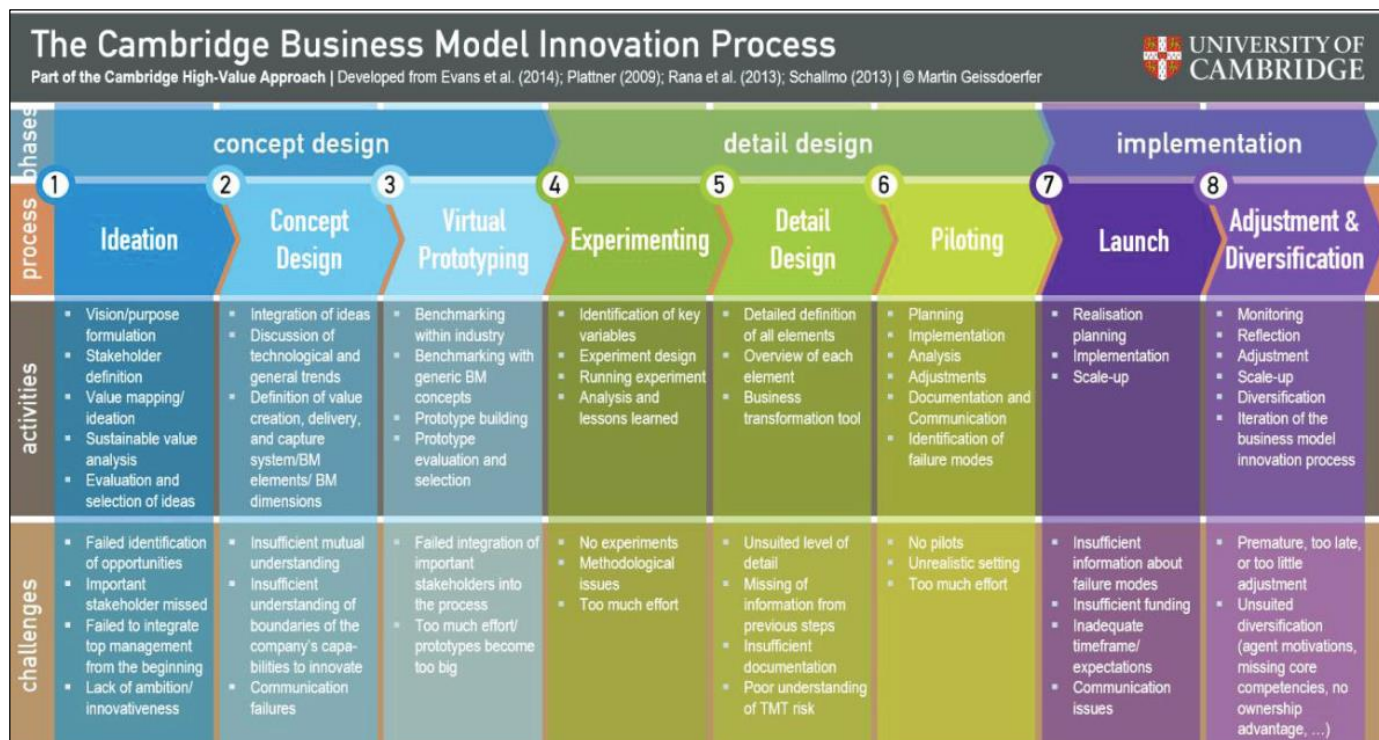 The Cambridge Business Model Innovation Process
Part of the Cambridge High-Value Approach | Developed from Evans et al. (2014); Plattner (2009); Rana et al. (2013); Schallmo (2013) | © Martin Geissdoerfer
UNIVERSITY OF
CAMBRIDGE
phases
concept design
detail design
implementation
process
1
Ideation
2
Concept
Design
3
Virtual
Prototyping
4
Experimenting
5
Detail
Design
6
Piloting
7
Launch
8
Adjustment &
Diversification
activities
▪ Vision/purpose
formulation
▪ Stakeholder
definition
▪ Value mapping/
ideation
▪ Sustainable value
analysis
▪ Evaluation and
selection of ideas
▪ Integration of ideas
▪ Discussion of
technological and
general trends
▪ Definition of value
creation, delivery,
and capture
system/BM
elements/ BM
dimensions
▪ Benchmarking
within industry
▪ Benchmarking with
generic BM
concepts
▪ Prototype building
▪ Prototype
evaluation and
selection
▪ Identification of key
variables
▪ Experiment design
▪ Running experiment
▪ Analysis and
lessons learned
▪ Detailed definition
of all elements
▪ Overview of each
element
▪ Business
transformation tool
▪ Planning
▪ Implementation
▪ Analysis
▪ Adjustments
▪ Documentation and
Communication
▪ Identification of
failure modes
▪ Realisation
planning
▪ Implementation
▪ Scale-up
▪ Monitoring
▪ Reflection
▪ Adjustment
▪ Scale-up
▪ Diversification
▪ Iteration of the
business model
innovation process
challenges
▪ Failed identification
of opportunities
▪ Important
stakeholder missed
▪ Failed to integrate
top management
from the beginning
▪ Lack of ambition/
innovativeness
▪ Insufficient mutual
understanding
▪ Insufficient
understanding of
boundaries of the
company's capa-
bilities to innovate
▪ Communication
failures
▪ Failed integration of
important
stakeholders into
the process
▪ Too much effort/
prototypes become
too big
▪ No experiments
▪ Methodological
issues
▪ Too much effort
▪ Unsuited level of
detail
▪ Missing of
information from
previous steps
▪ Insufficient
documentation
▪ Poor understanding
of TMT risk
▪ No pilots
▪ Unrealistic setting
▪ Too much effort
▪ Insufficient
information about
failure modes
▪ Insufficient funding
▪ Inadequate
timeframe/
expectations
▪ Communication
issues
▪ Premature, too late,
or too little
adjustment
▪ Unsuited
diversification
(agent motivations,
missing core
competencies, no
ownership
advantage, ...)